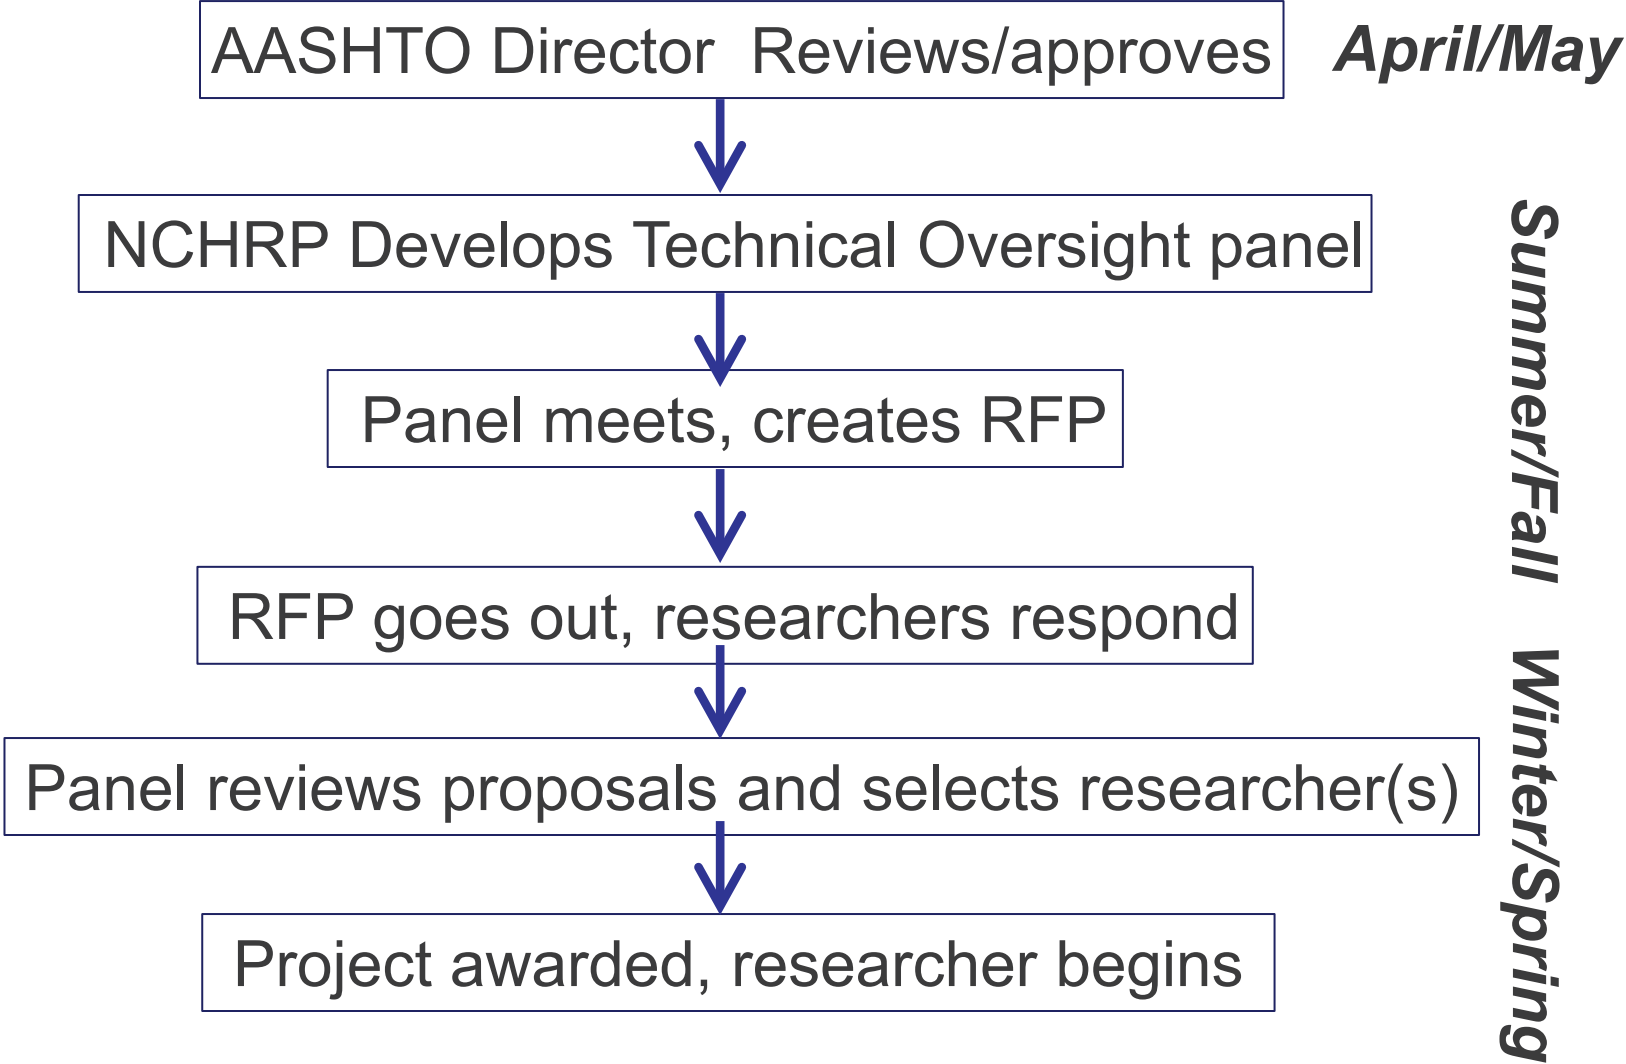 AASHTO Director  Reviews/approves
April/May
NCHRP Develops Technical Oversight panel
Panel meets, creates RFP
RFP goes out, researchers respond
Summer/Fall
Panel reviews proposals and selects researcher(s)
Project awarded, researcher begins
Winter/Spring